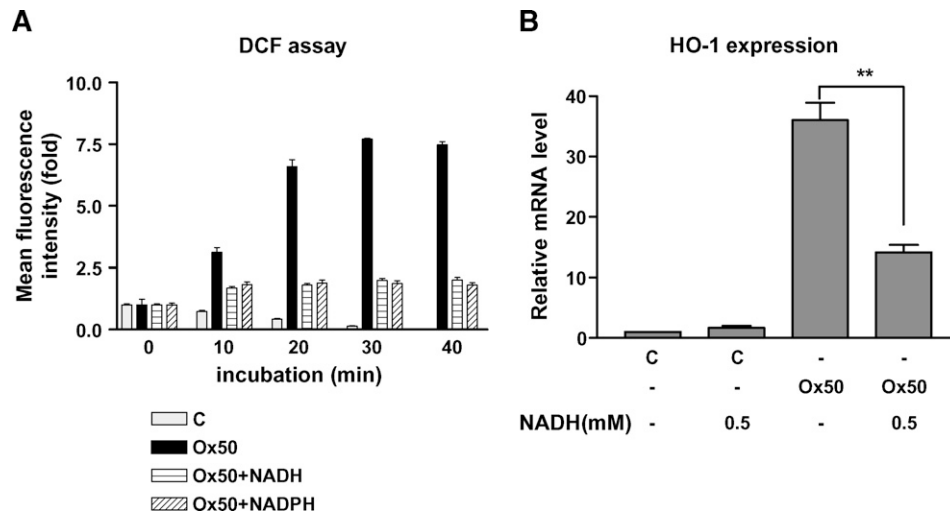 A
DCF assay
Mean fluorescence
intensity (fold)
10.0
7.5
5.0
2.5
0.0
0 10 20 30 40
incubation (min)
C
Ox50
Ox50+NADH
Ox50+NADPH
B
HO-1 expression
**
Relative mRNA level
40
30
20
10
0
C C - -
- - Ox50 Ox50
NADH(mM) - 0.5 - 0.5